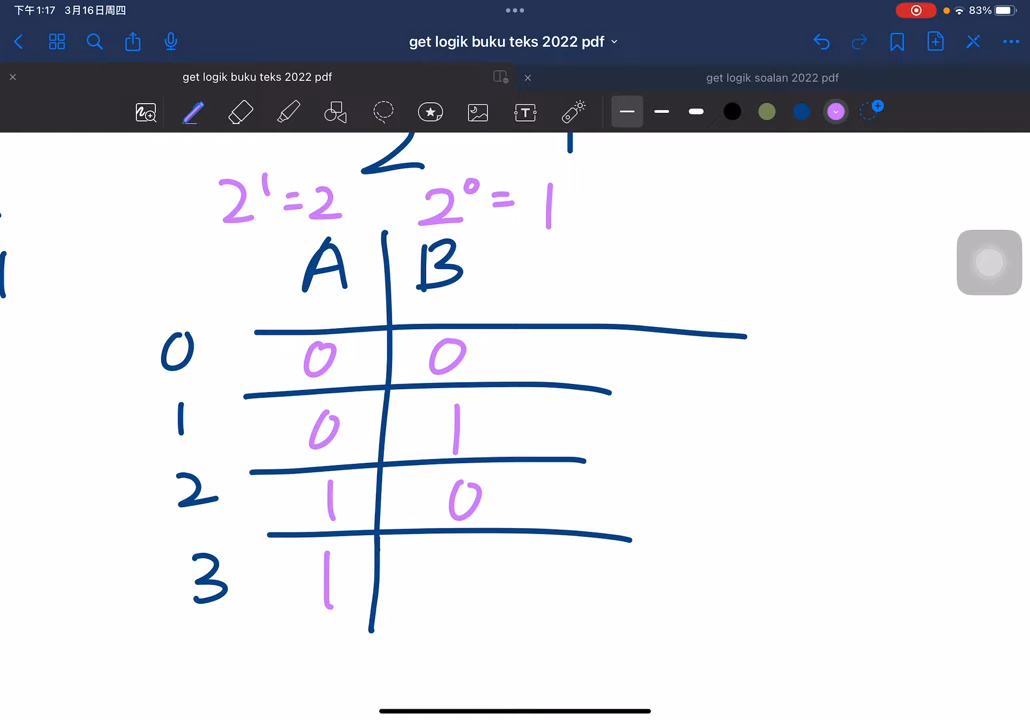 下午1:17 3月16日周四 83%
get logik buku teks 2022 pdf
get logik buku teks 2022 pdf get logik soalan 2022 pdf
2¹=2 2⁰=1
A B
0 0 0
1 0 1
2 1 0
3 1